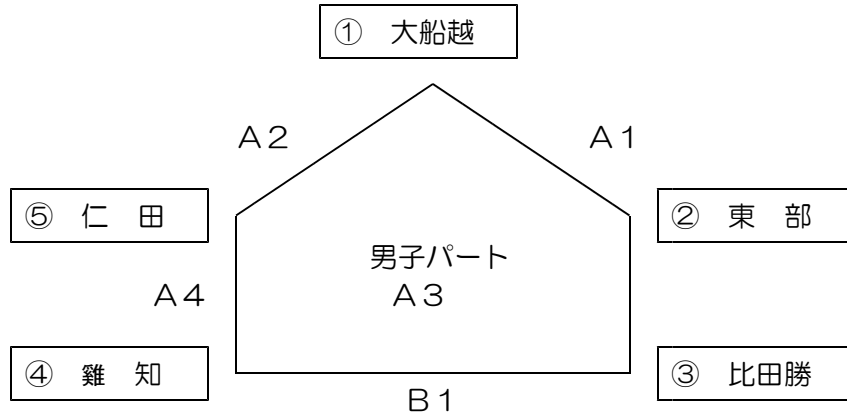 ①　大船越
A2
A1
⑤　仁　田
②　東　部
男子パート
A4
A3
④　雞　知
③　比田勝
B1